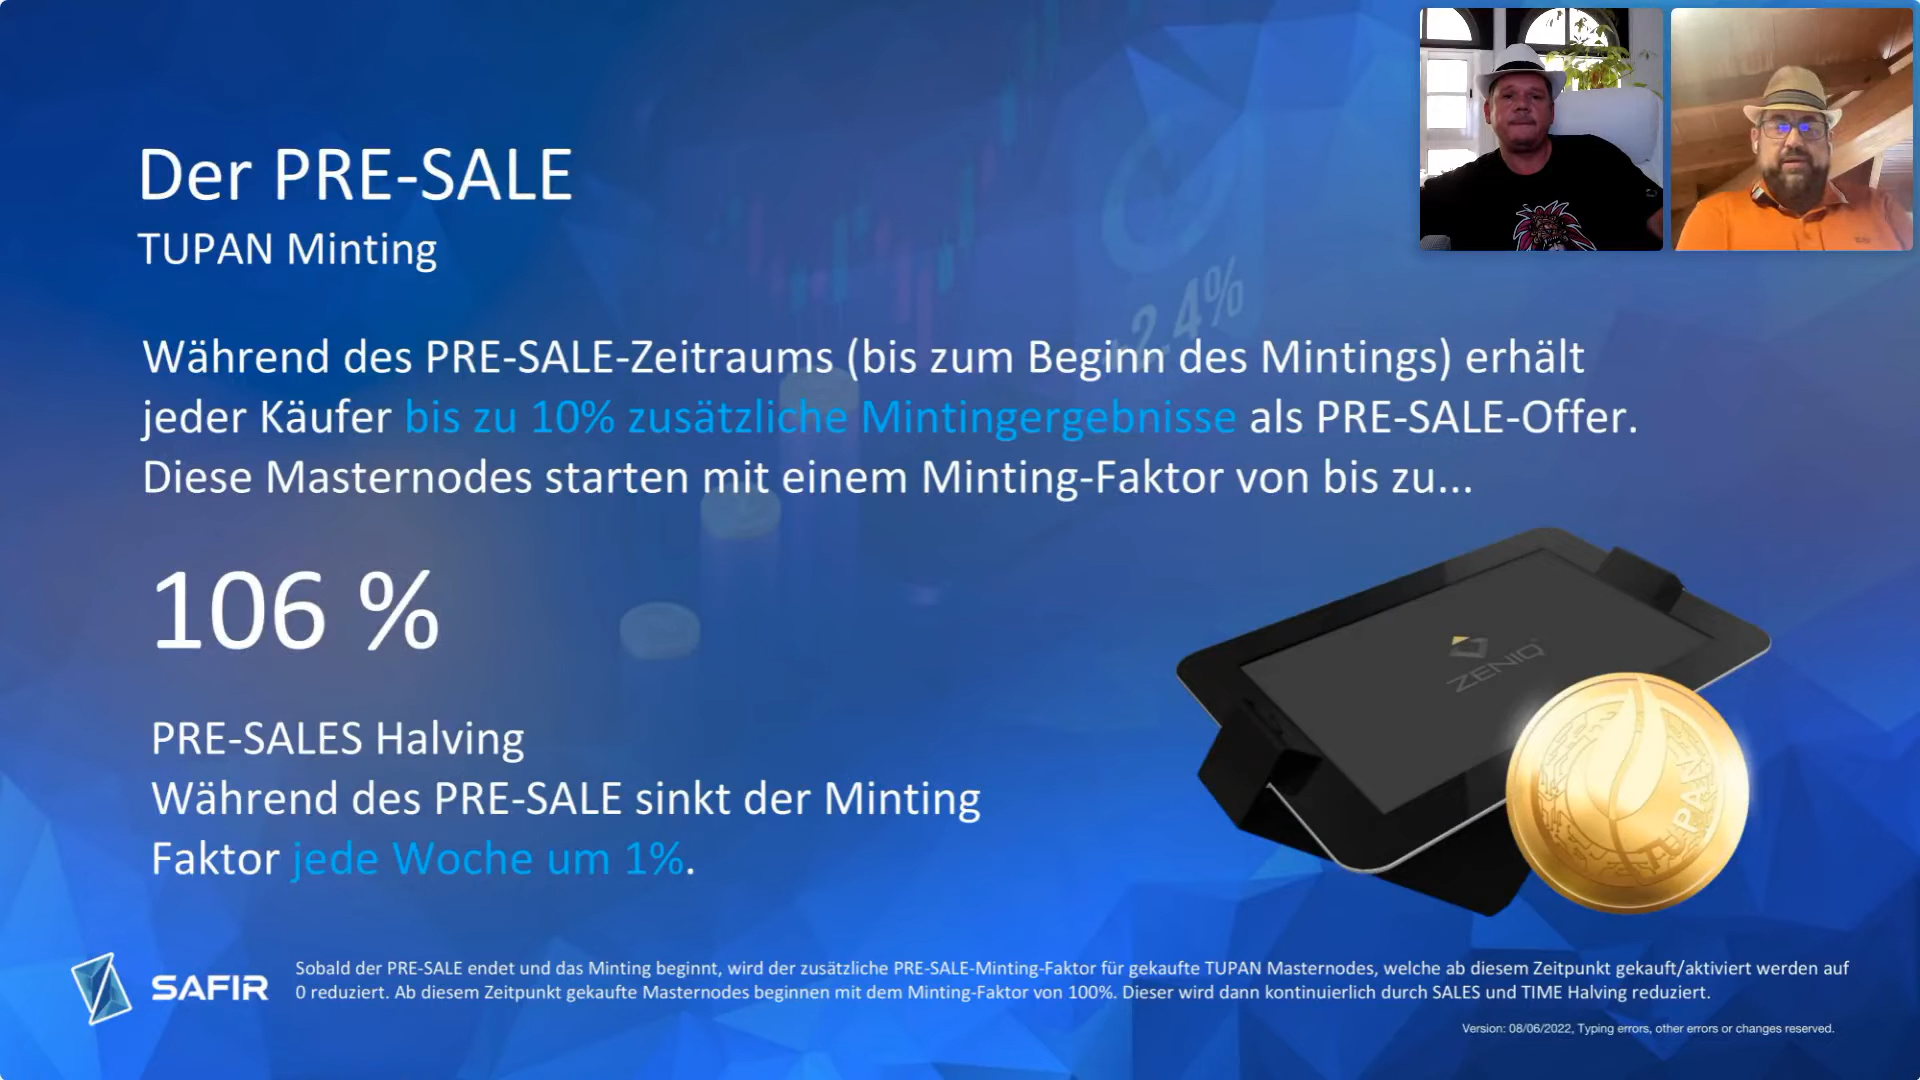 Der PRE-SALE
TUPAN Minting
+2.4%
Während des PRE-SALE-Zeitraums (bis zum Beginn des Mintings) erhält
jeder Käufer bis zu 10% zusätzliche Mintingergebnisse als PRE-SALE-Offer.
Diese Masternodes starten mit einem Minting-Faktor von bis zu...
106 %
PRE-SALES Halving
Während des PRE-SALE sinkt der Minting
Faktor jede Woche um 1%.
ZENIQ
TUPAN
SAFIR
Sobald der PRE-SALE endet und das Minting beginnt, wird der zusätzliche PRE-SALE-Minting-Faktor für gekaufte TUPAN Masternodes, welche ab diesem Zeitpunkt gekauft/aktiviert werden auf
0 reduziert. Ab diesem Zeitpunkt gekaufte Masternodes beginnen mit dem Minting-Faktor von 100%. Dieser wird dann kontinuierlich durch SALES und TIME Halving reduziert.
Version: 08/06/2022, Typing errors, other errors or changes reserved.